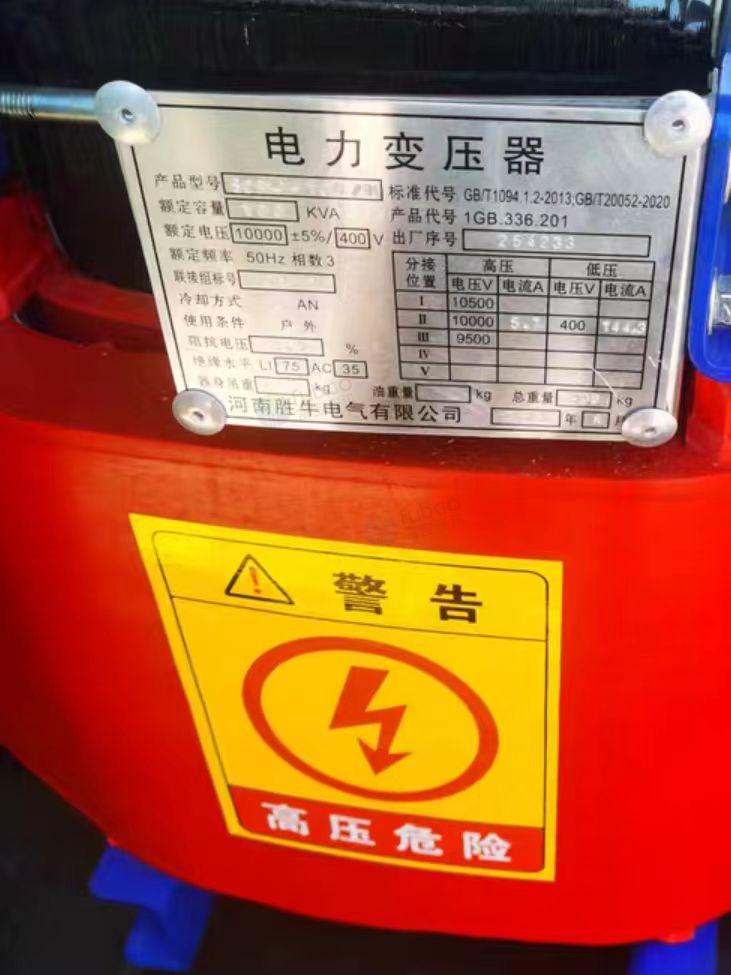 电力变压器
产品型号 标准代号 GB/T1094.1.2-2013;GB/T20052-2020
额定容量 KVA 产品代号 1GB.336.201
额定电压 10000 ±5%/ 400 V 出厂序号 254233
额定频率 50Hz 相数 3
联接组标号
冷却方式 AN
使用条件 户外
阻抗电压 %
绝缘水平 LI 75 AC 35
器身吊重 kg 油重量 kg 总重量 kg
分接位置 高压 低压
电压V 电流A 电压V 电流A
I 10500
II 10000 400 144.3
III 9500
IV
V
河南胜牛电气有限公司 年 月
警告
高压危险